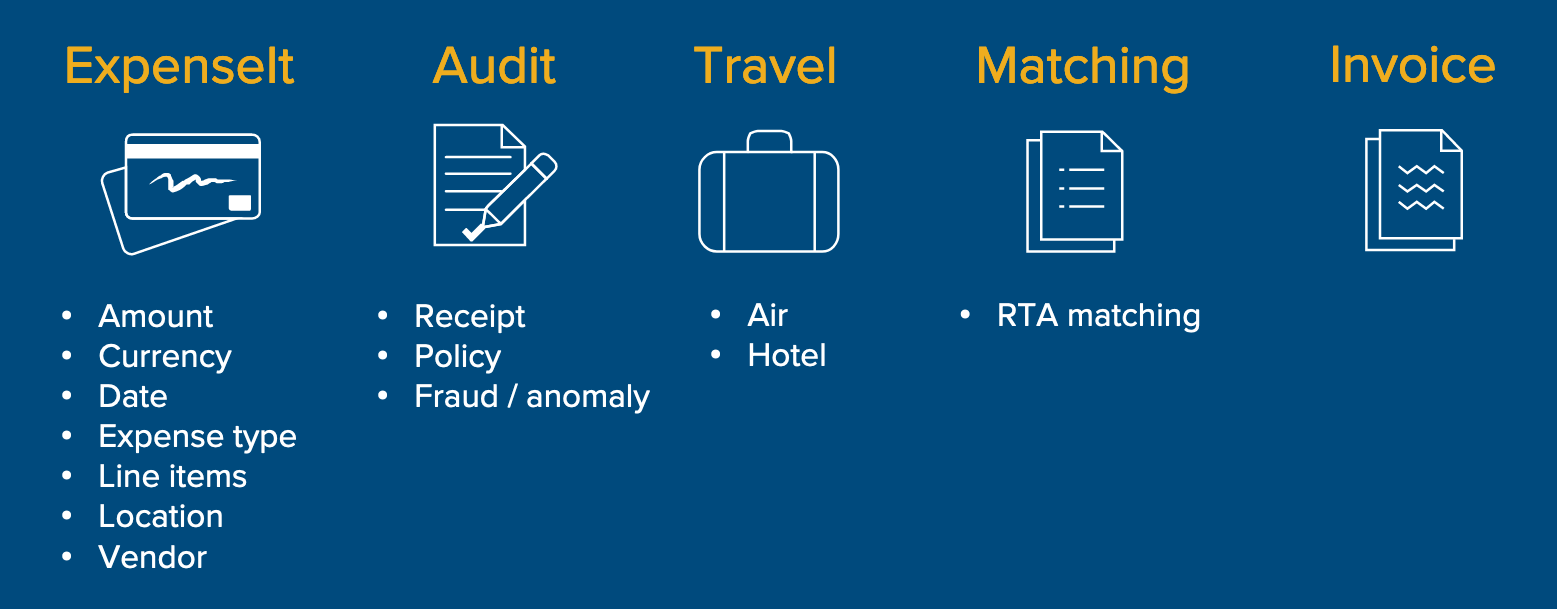 ExpenseIt
Audit
Travel
Matching
Invoice
• Amount
• Currency
• Date
• Expense type
• Line items
• Location
• Vendor
• Receipt
• Policy
• Fraud / anomaly
• Air
• Hotel
• RTA matching